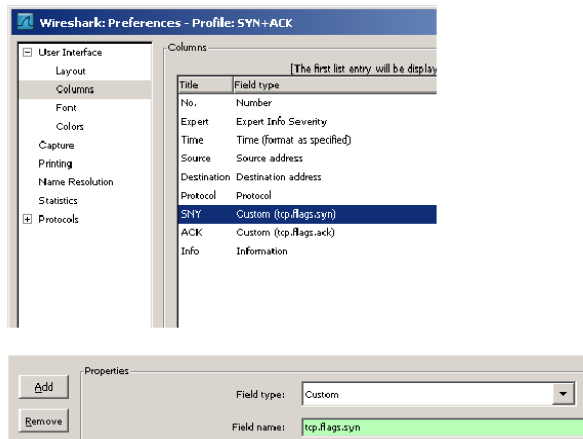 Wireshark: Preferences - Profile: SYN+ACK
User Interface
Layout
Columns
Font
Colors
Capture
Printing
Name Resolution
Statistics
Protocols
Columns
[The first list entry will be display
Title Field type
No. Number
Expert Expert Info Severity
Time Time (format as specified)
Source Source address
Destination Destination address
Protocol Protocol
SNY Custom (tcp.flags.syn)
ACK Custom (tcp.flags.ack)
Info Information
Properties
Add
Remove
Field type: Custom
Field name: tcp.flags.syn